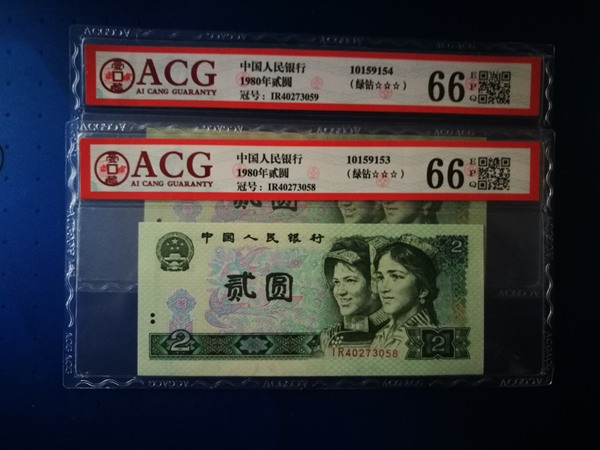 ACG
AI CANG GUARANTY
中国人民银行
1980年贰圆
冠号：IR40273059
10159154
（绿钻☆☆☆）
66
EPQ
ACG
AI CANG GUARANTY
中国人民银行
1980年贰圆
冠号：IR40273058
10159153
（绿钻☆☆☆）
66
EPQ
贰圆
中国人民银行
2
贰圆
IR40273058
2
2